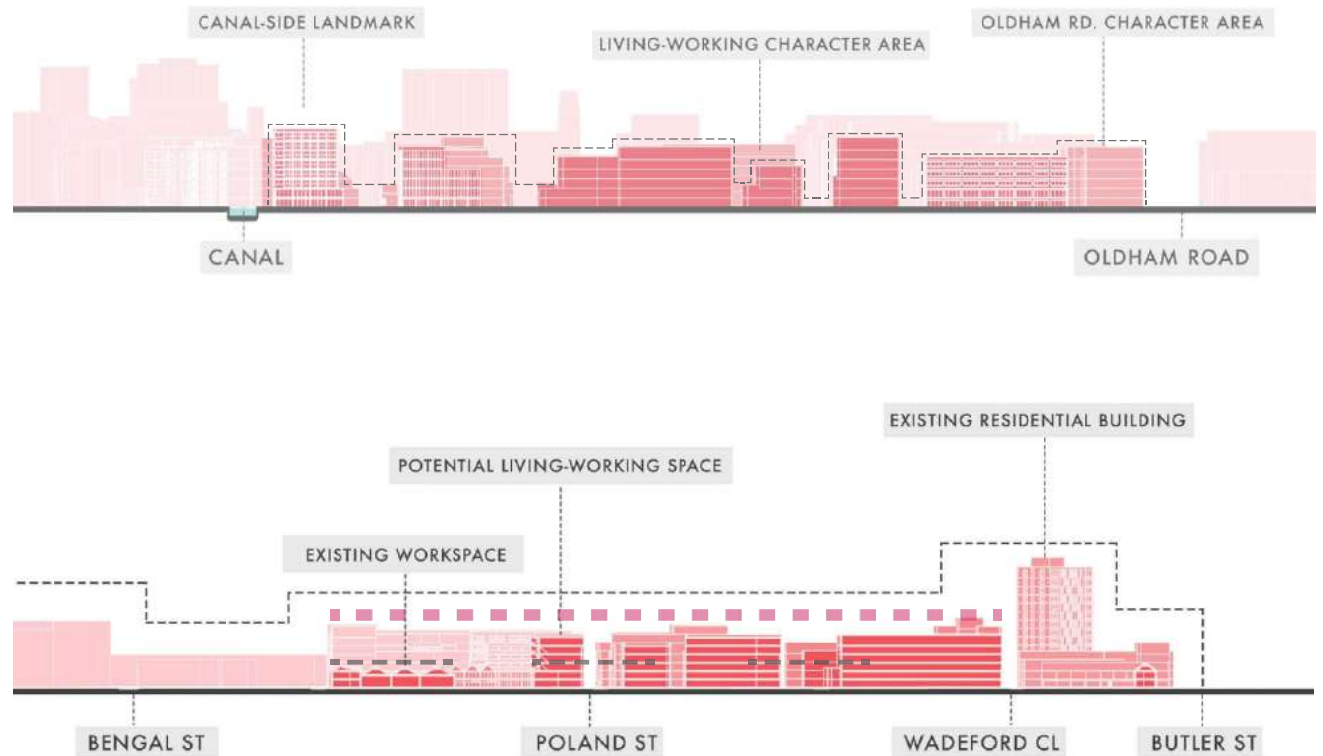 CANAL-SIDE LANDMARK
LIVING-WORKING CHARACTER AREA
OLDHAM RD. CHARACTER AREA
CANAL
OLDHAM ROAD
EXISTING RESIDENTIAL BUILDING
POTENTIAL LIVING-WORKING SPACE
EXISTING WORKSPACE
BENGAL ST
POLAND ST
WADEFORD CL
BUTLER ST